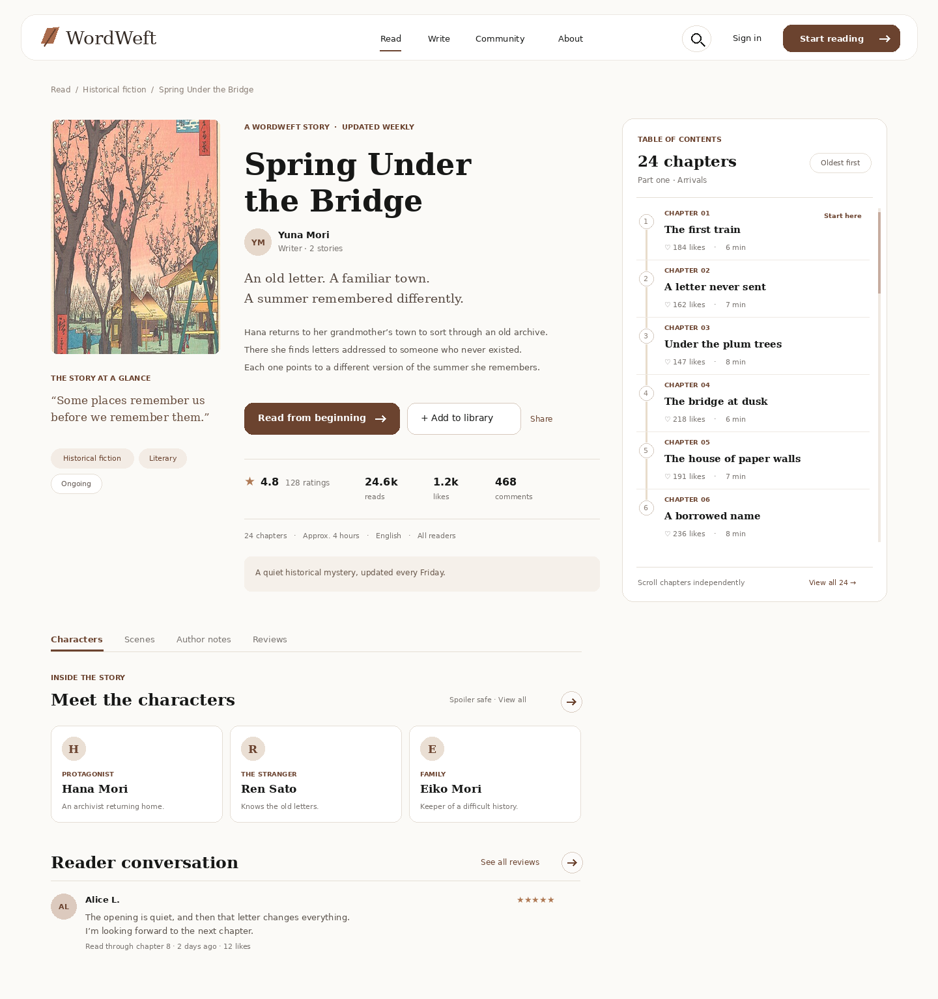 WordWeft
Read
Write
Community
About
Sign in
Start reading →
Read / Historical fiction / Spring Under the Bridge
A WORDWEFT STORY · UPDATED WEEKLY
Spring Under
the Bridge
YM
Yuna Mori
Writer · 2 stories
An old letter. A familiar town.
A summer remembered differently.
Hana returns to her grandmother’s town to sort through an old archive.
There she finds letters addressed to someone who never existed.
Each one points to a different version of the summer she remembers.
Read from beginning →
+ Add to library
Share
★ 4.8 128 ratings
24.6k
reads
1.2k
likes
468
comments
24 chapters · Approx. 4 hours · English · All readers
A quiet historical mystery, updated every Friday.
THE STORY AT A GLANCE
“Some places remember us
before we remember them.”
Historical fiction
Literary
Ongoing
TABLE OF CONTENTS
24 chapters
Oldest first
Part one · Arrivals
1
CHAPTER 01
Start here
The first train
♡ 184 likes · 6 min
2
CHAPTER 02
A letter never sent
♡ 162 likes · 7 min
3
CHAPTER 03
Under the plum trees
♡ 147 likes · 8 min
4
CHAPTER 04
The bridge at dusk
♡ 218 likes · 6 min
5
CHAPTER 05
The house of paper walls
♡ 191 likes · 7 min
6
CHAPTER 06
A borrowed name
♡ 236 likes · 8 min
Scroll chapters independently
View all 24 →
Characters
Scenes
Author notes
Reviews
INSIDE THE STORY
Meet the characters
Spoiler safe · View all
→
H
PROTAGONIST
Hana Mori
An archivist returning home.
R
THE STRANGER
Ren Sato
Knows the old letters.
E
FAMILY
Eiko Mori
Keeper of a difficult history.
Reader conversation
See all reviews
→
AL
Alice L.
★★★★★
The opening is quiet, and then that letter changes everything.
I’m looking forward to the next chapter.
Read through chapter 8 · 2 days ago · 12 likes